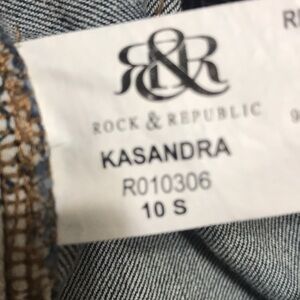 R&R
ROCK & REPUBLIC
KASANDRA
R010306
10 S